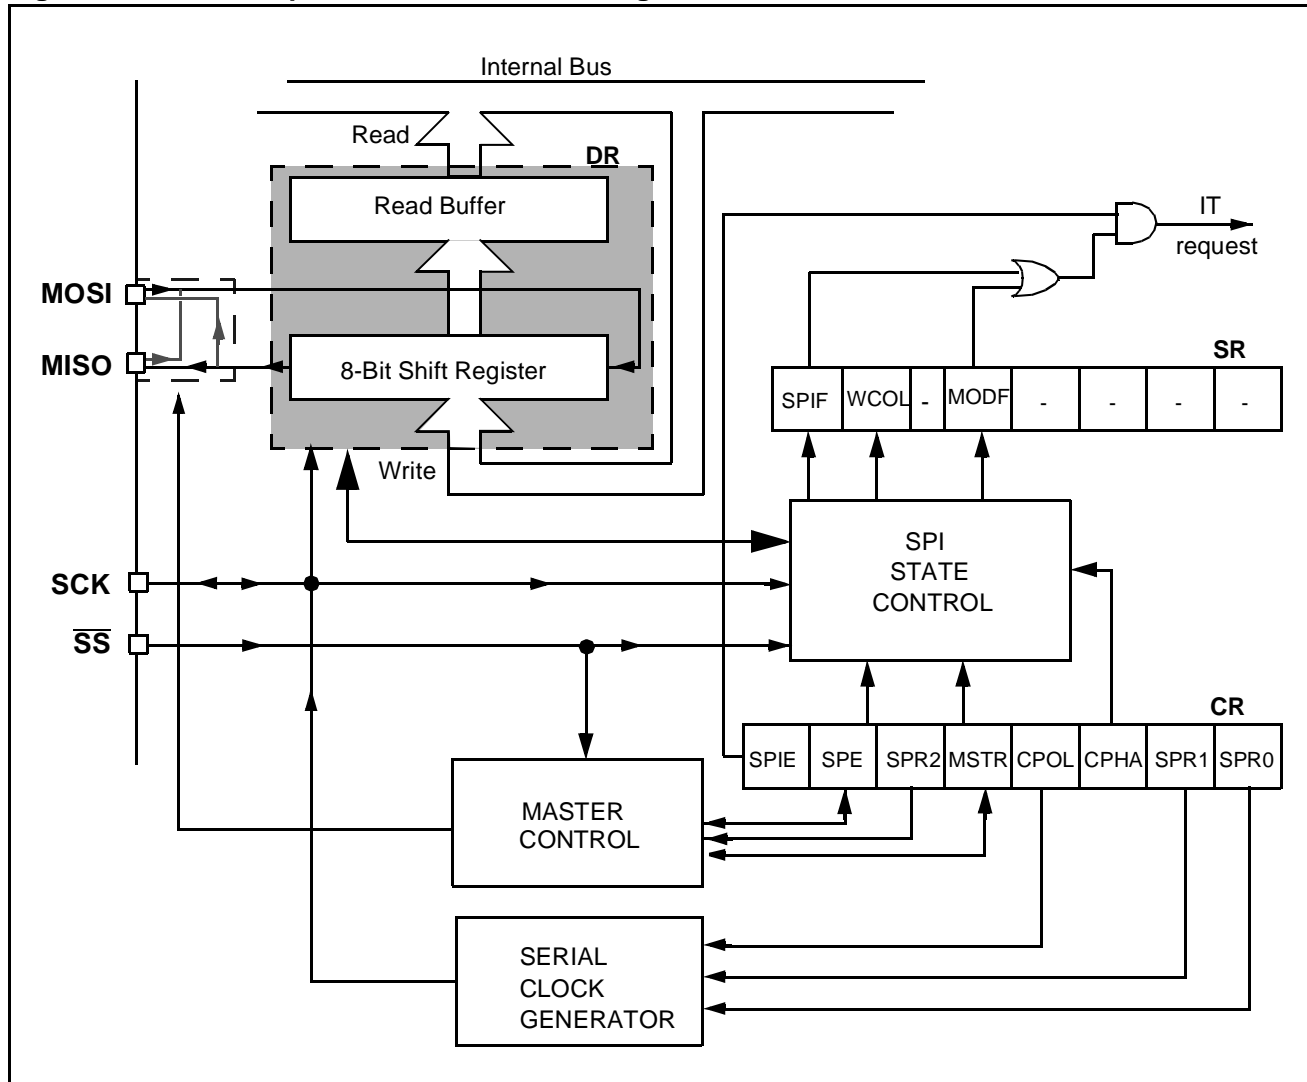 Internal Bus
Read
DR
Read Buffer
IT
request
MOSI
MISO
8-Bit Shift Register
SR
SPIF WCOL - MODF - - - -
Write
SPI
STATE
CONTROL
SCK
SS
CR
SPIE SPE SPR2 MSTR CPOL CPHA SPR1 SPR0
MASTER
CONTROL
SERIAL
CLOCK
GENERATOR